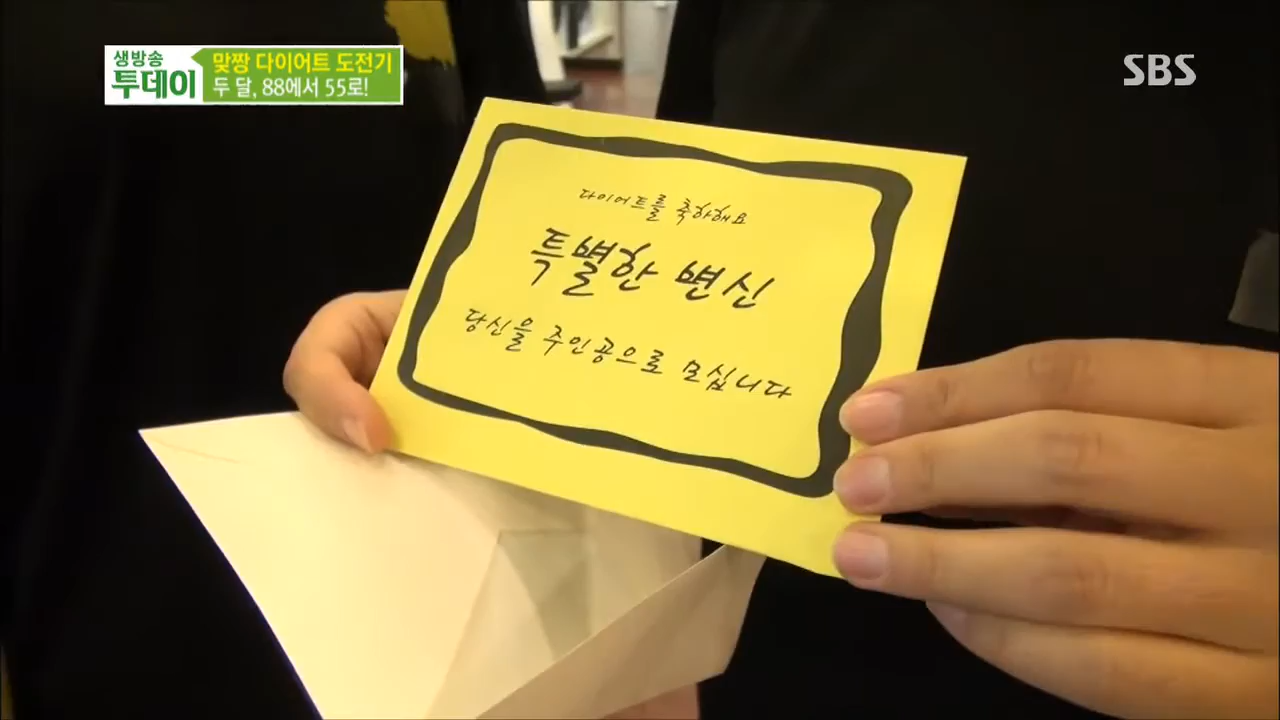 생방송
투데이
맞짱 다이어트 도전기
두 달, 88에서 55로!
SBS
다이어트를 축하해요
특별한 변신
당신을 주인공으로 모십니다